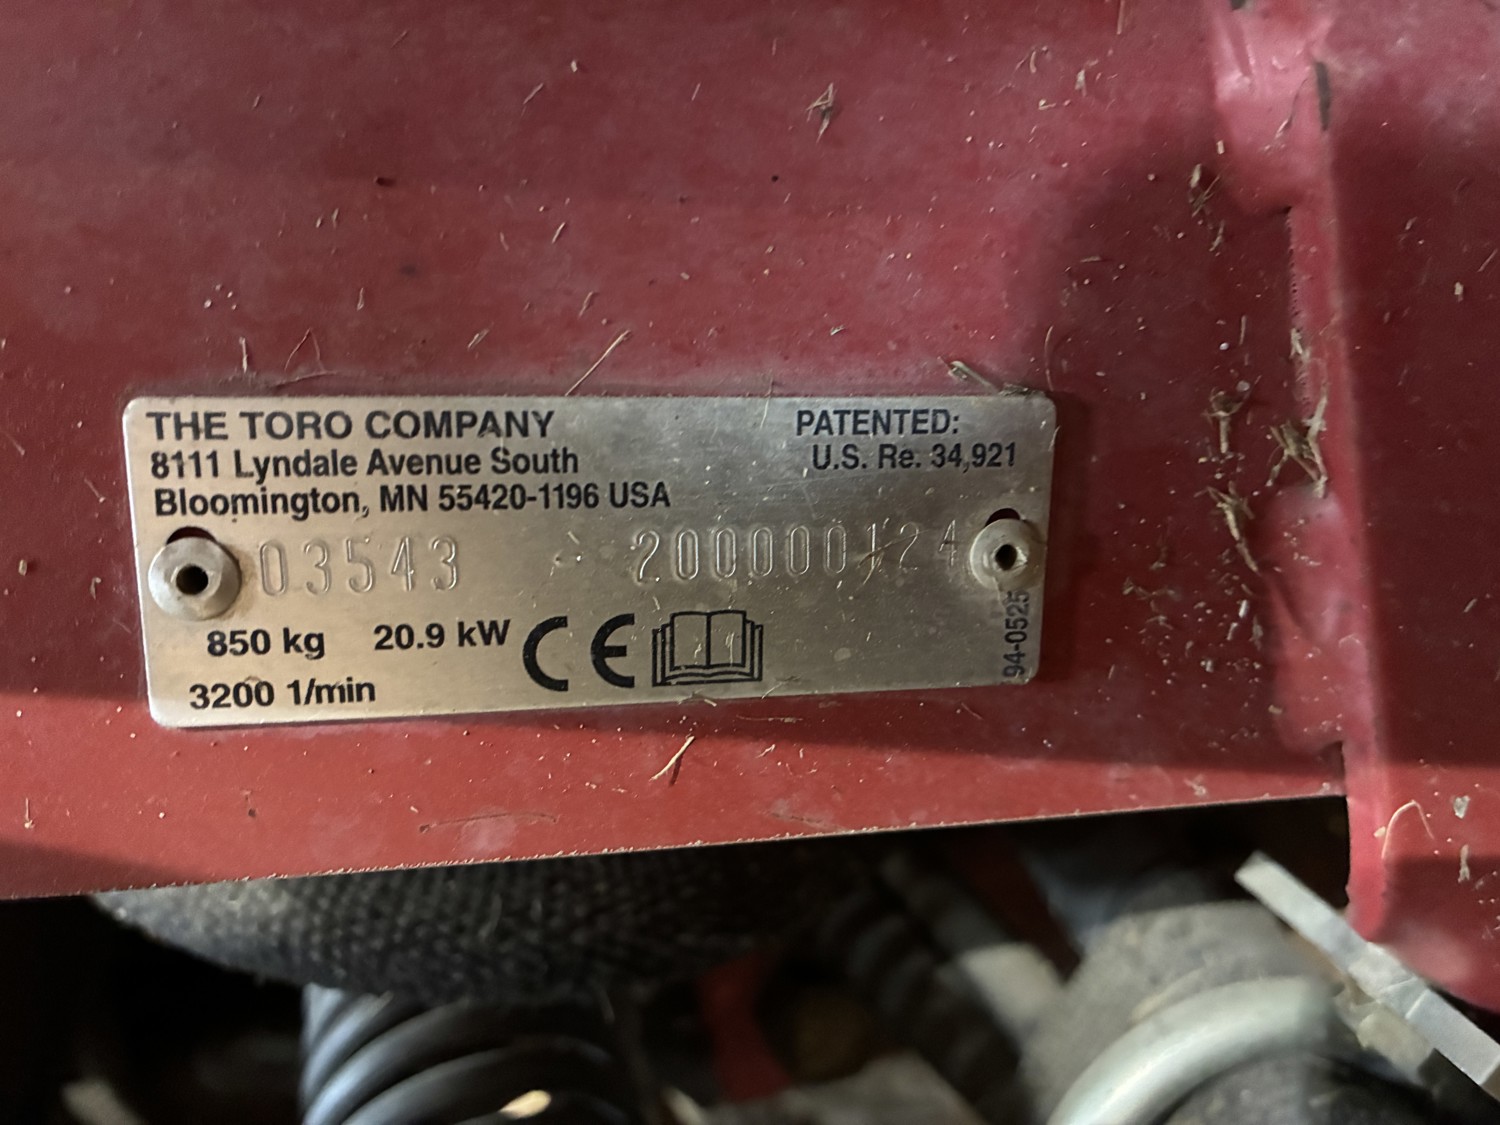 THE TORO COMPANY
8111 Lyndale Avenue South
Bloomington, MN 55420-1196 USA
PATENTED:
U.S. Re. 34,921
03543 - 200000124
850 kg 20.9 kW CE
3200 1/min
94-0525